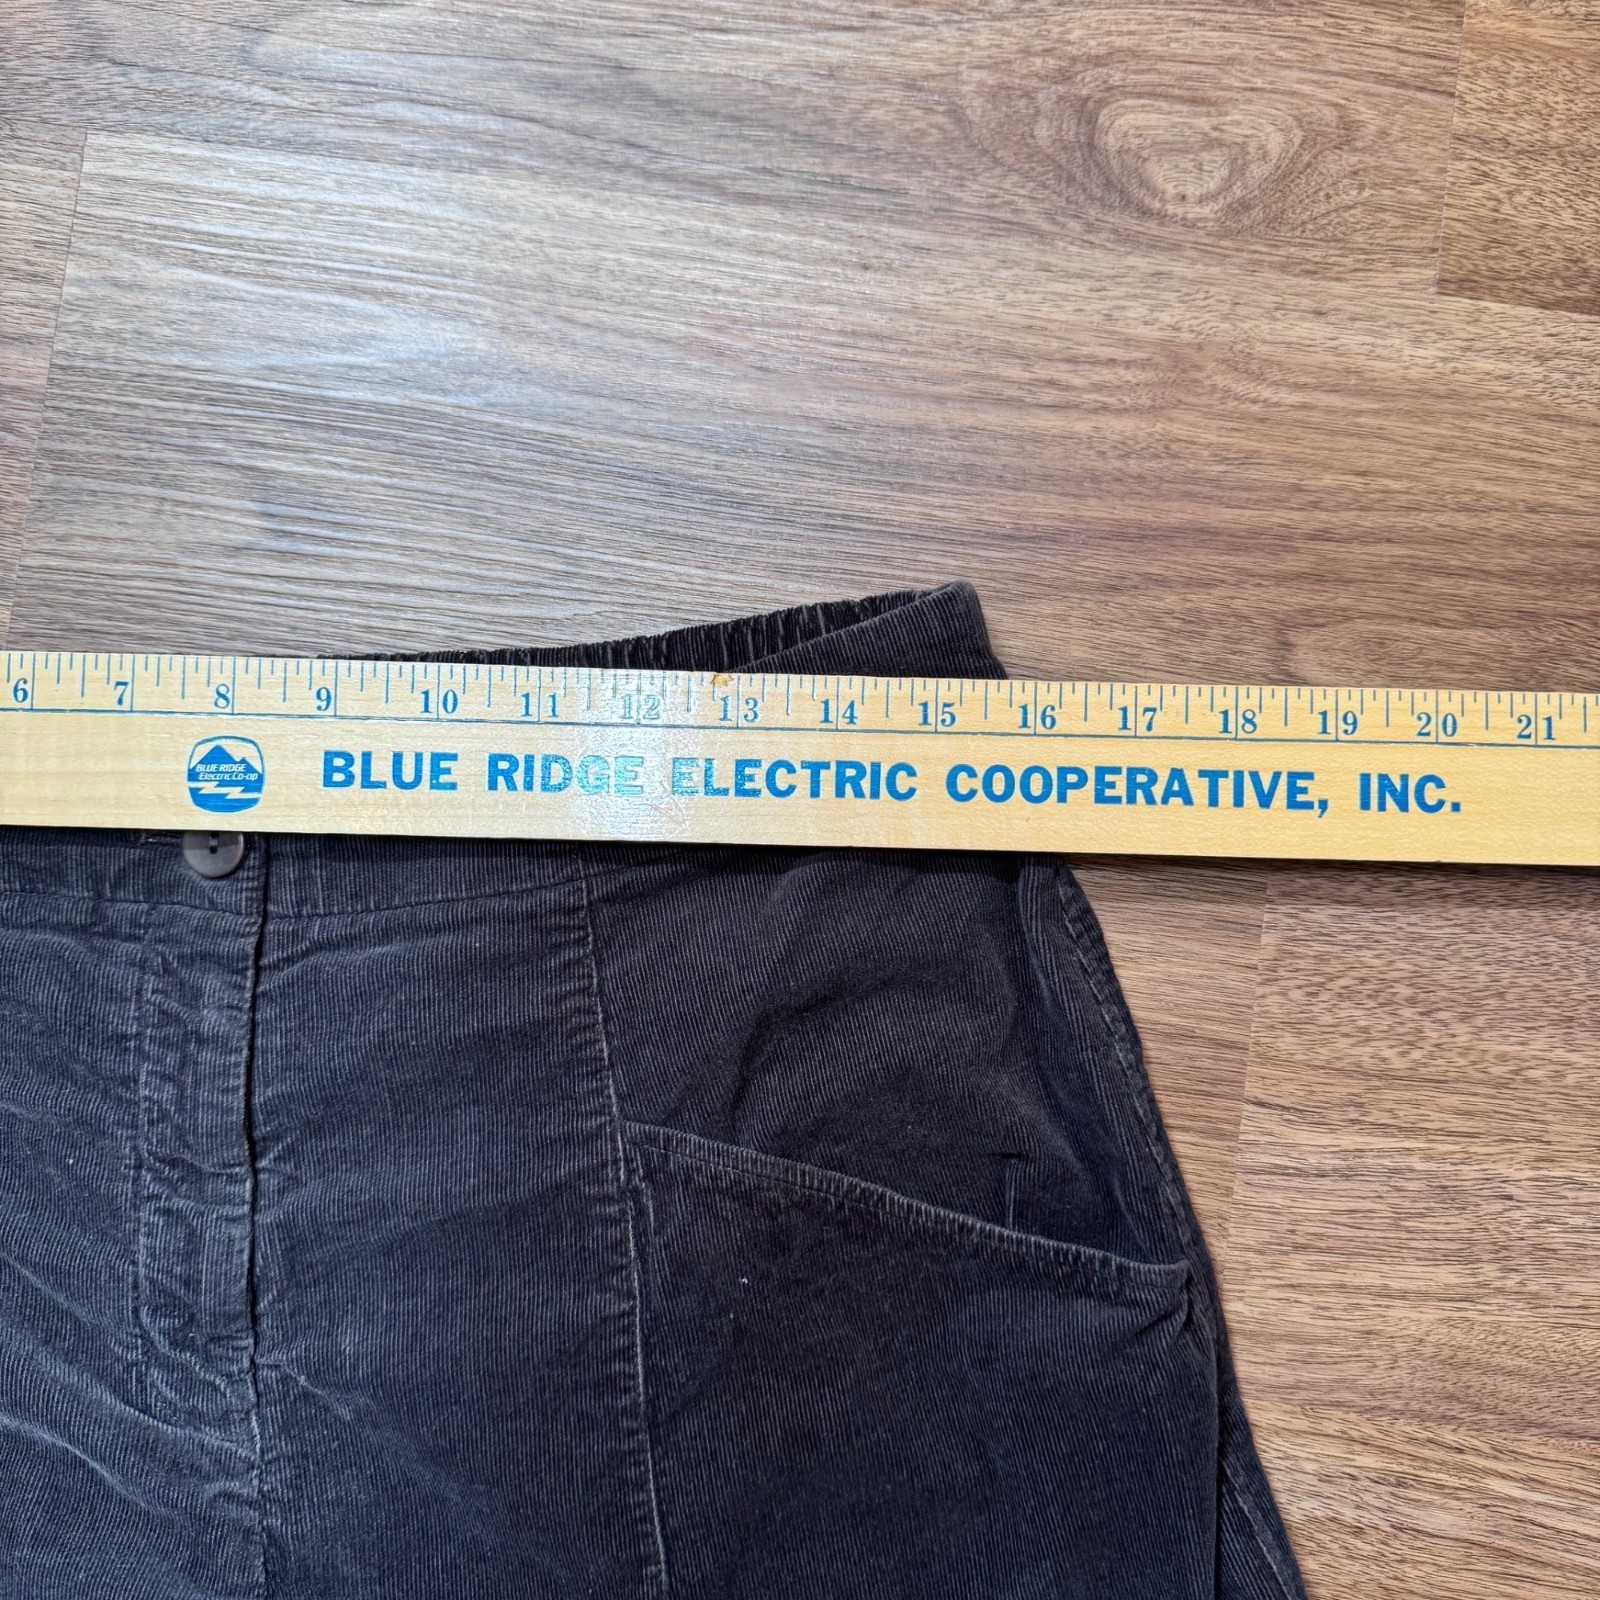 6 7 8 9 10 11 12 13 14 15 16 17 18 19 20 21
BLUE RIDGE
Electric Co-op
BLUE RIDGE ELECTRIC COOPERATIVE, INC.